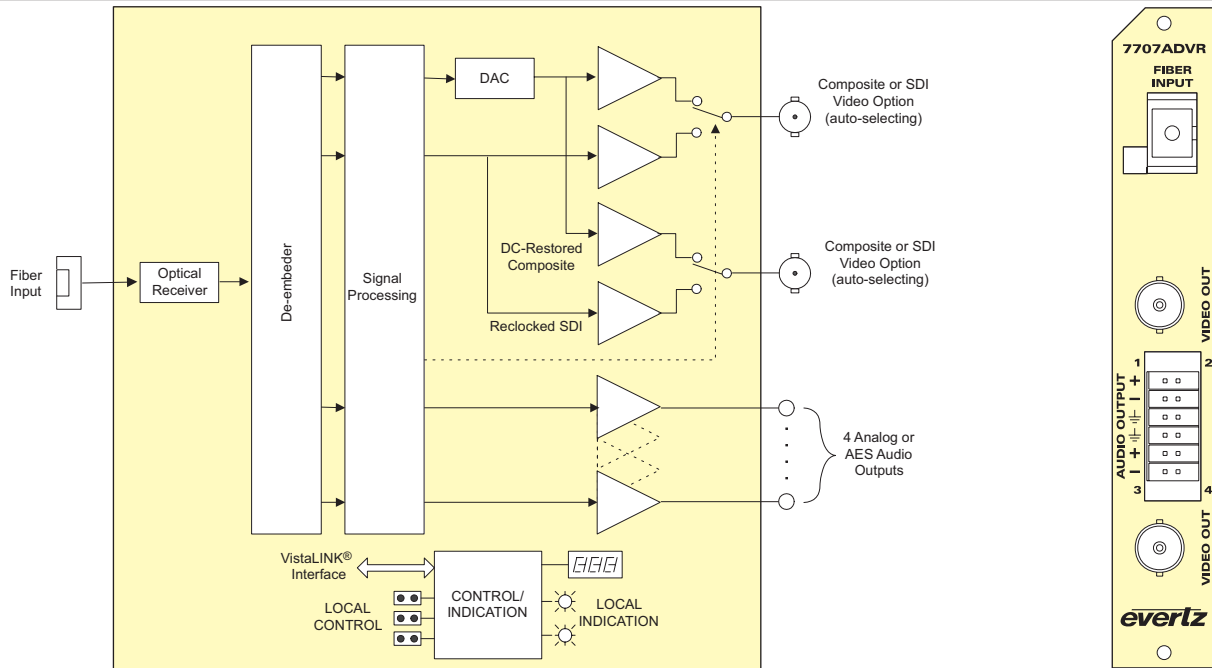 DAC
Composite or SDI
Video Option
(auto-selecting)
De-embeder
Signal
Processing
Fiber
Input
Optical
Receiver
DC-Restored
Composite
Composite or SDI
Video Option
(auto-selecting)
Reclocked SDI
4 Analog or
AES Audio
Outputs
VistaLINK®
Interface
CONTROL/
INDICATION
LOCAL
CONTROL
LOCAL
INDICATION
7707ADVR
FIBER
INPUT
VIDEO OUT
1
2
AUDIO OUTPUT
+
-
+
-
3
4
VIDEO OUT
evertz